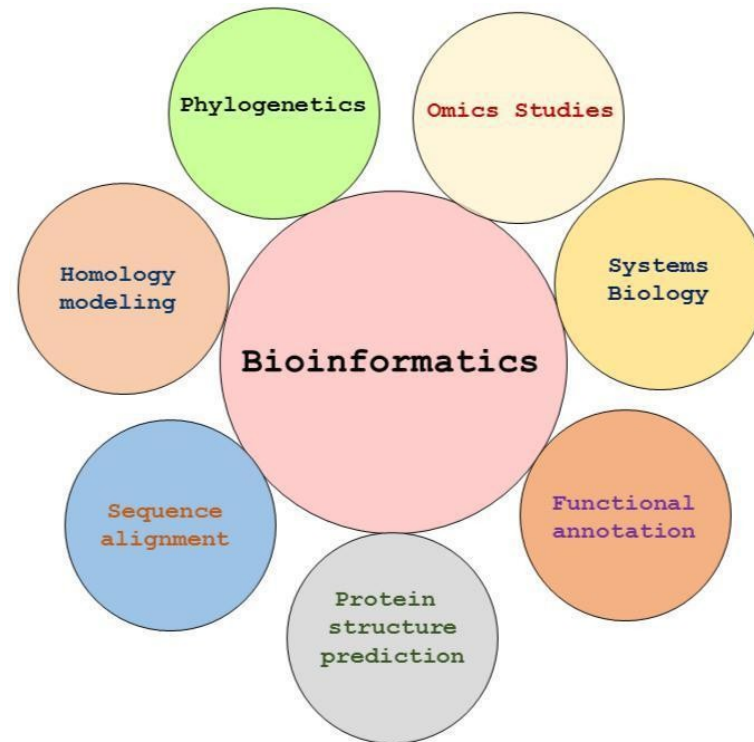 Phylogenetics
Omics Studies
Homology
modeling
Systems
Biology
Bioinformatics
Sequence
alignment
Functional
annotation
Protein
structure
prediction